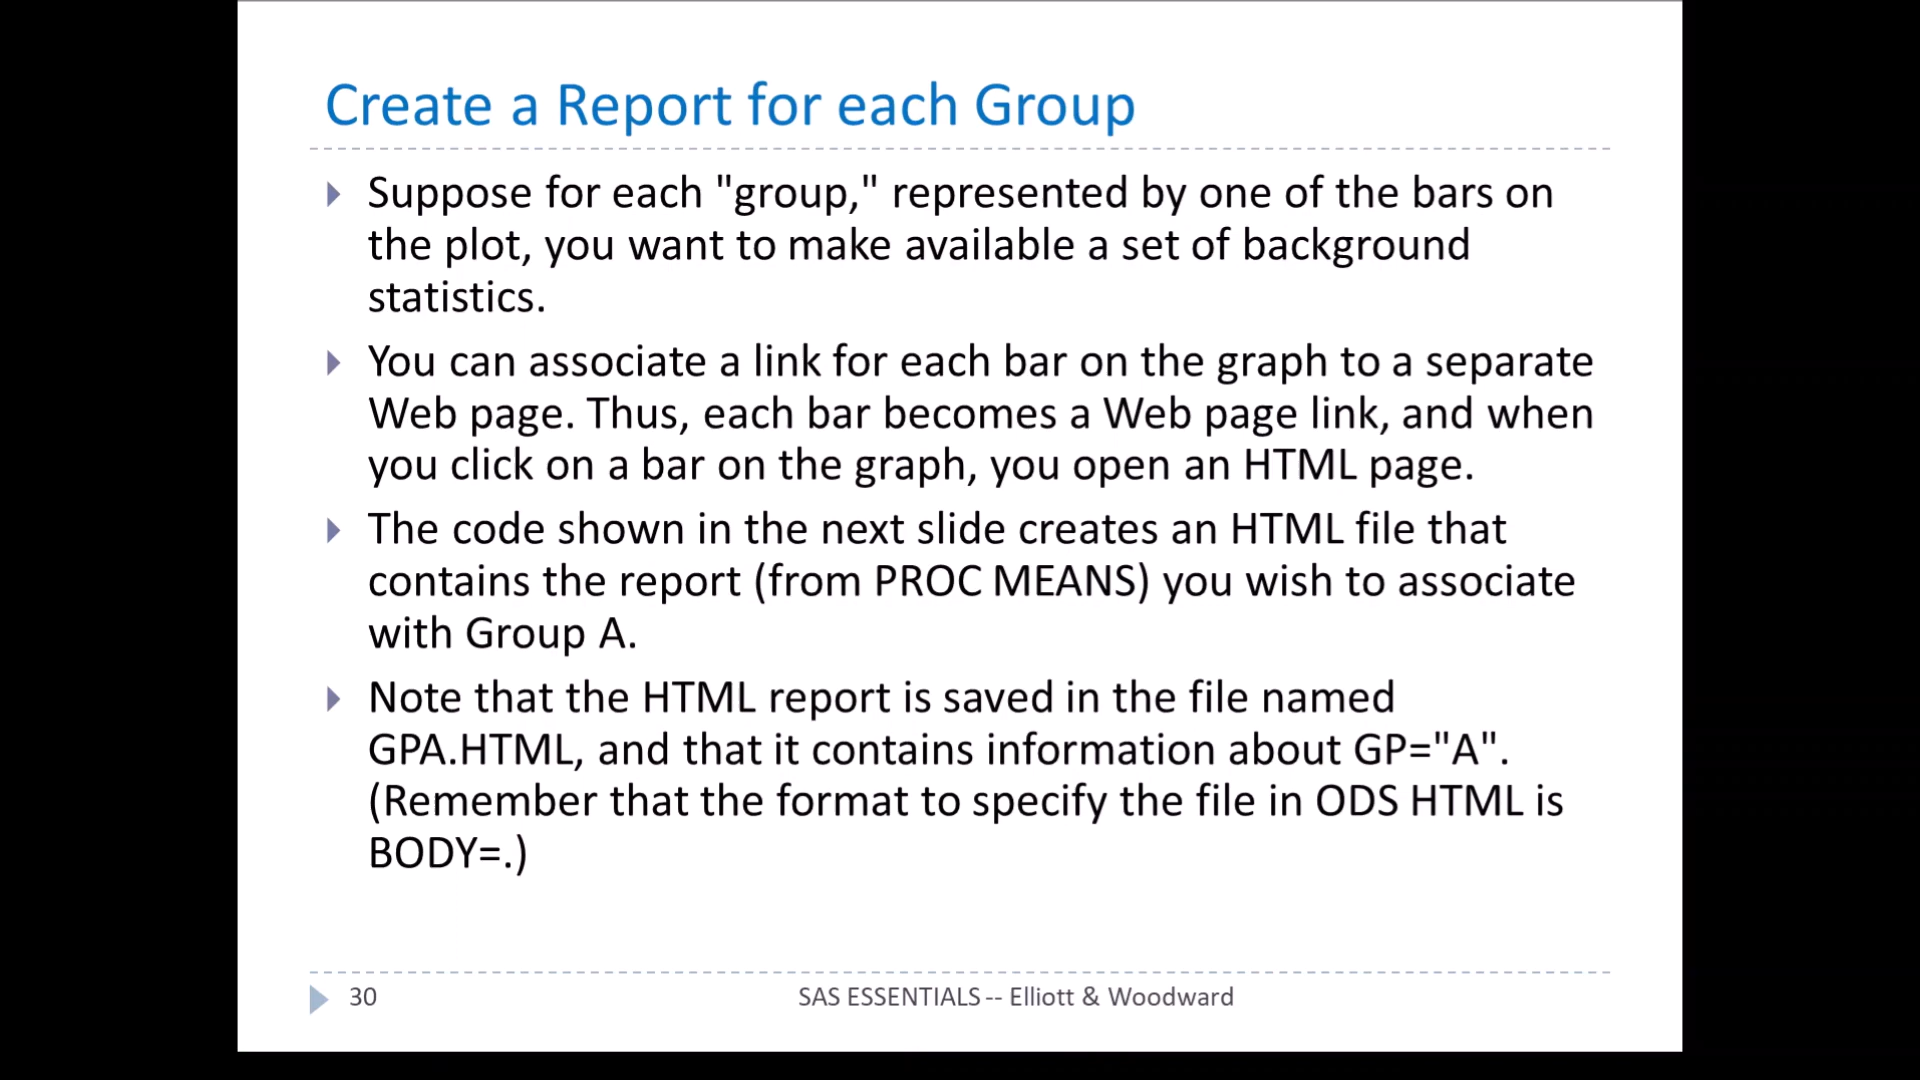 Create a Report for each Group
Suppose for each "group," represented by one of the bars on
the plot, you want to make available a set of background
statistics.
You can associate a link for each bar on the graph to a separate
Web page. Thus, each bar becomes a Web page link, and when
you click on a bar on the graph, you open an HTML page.
The code shown in the next slide creates an HTML file that
contains the report (from PROC MEANS) you wish to associate
with Group A.
Note that the HTML report is saved in the file named
GPA.HTML, and that it contains information about GP="A".
(Remember that the format to specify the file in ODS HTML is
BODY=.)
30
SAS ESSENTIALS -- Elliott & Woodward